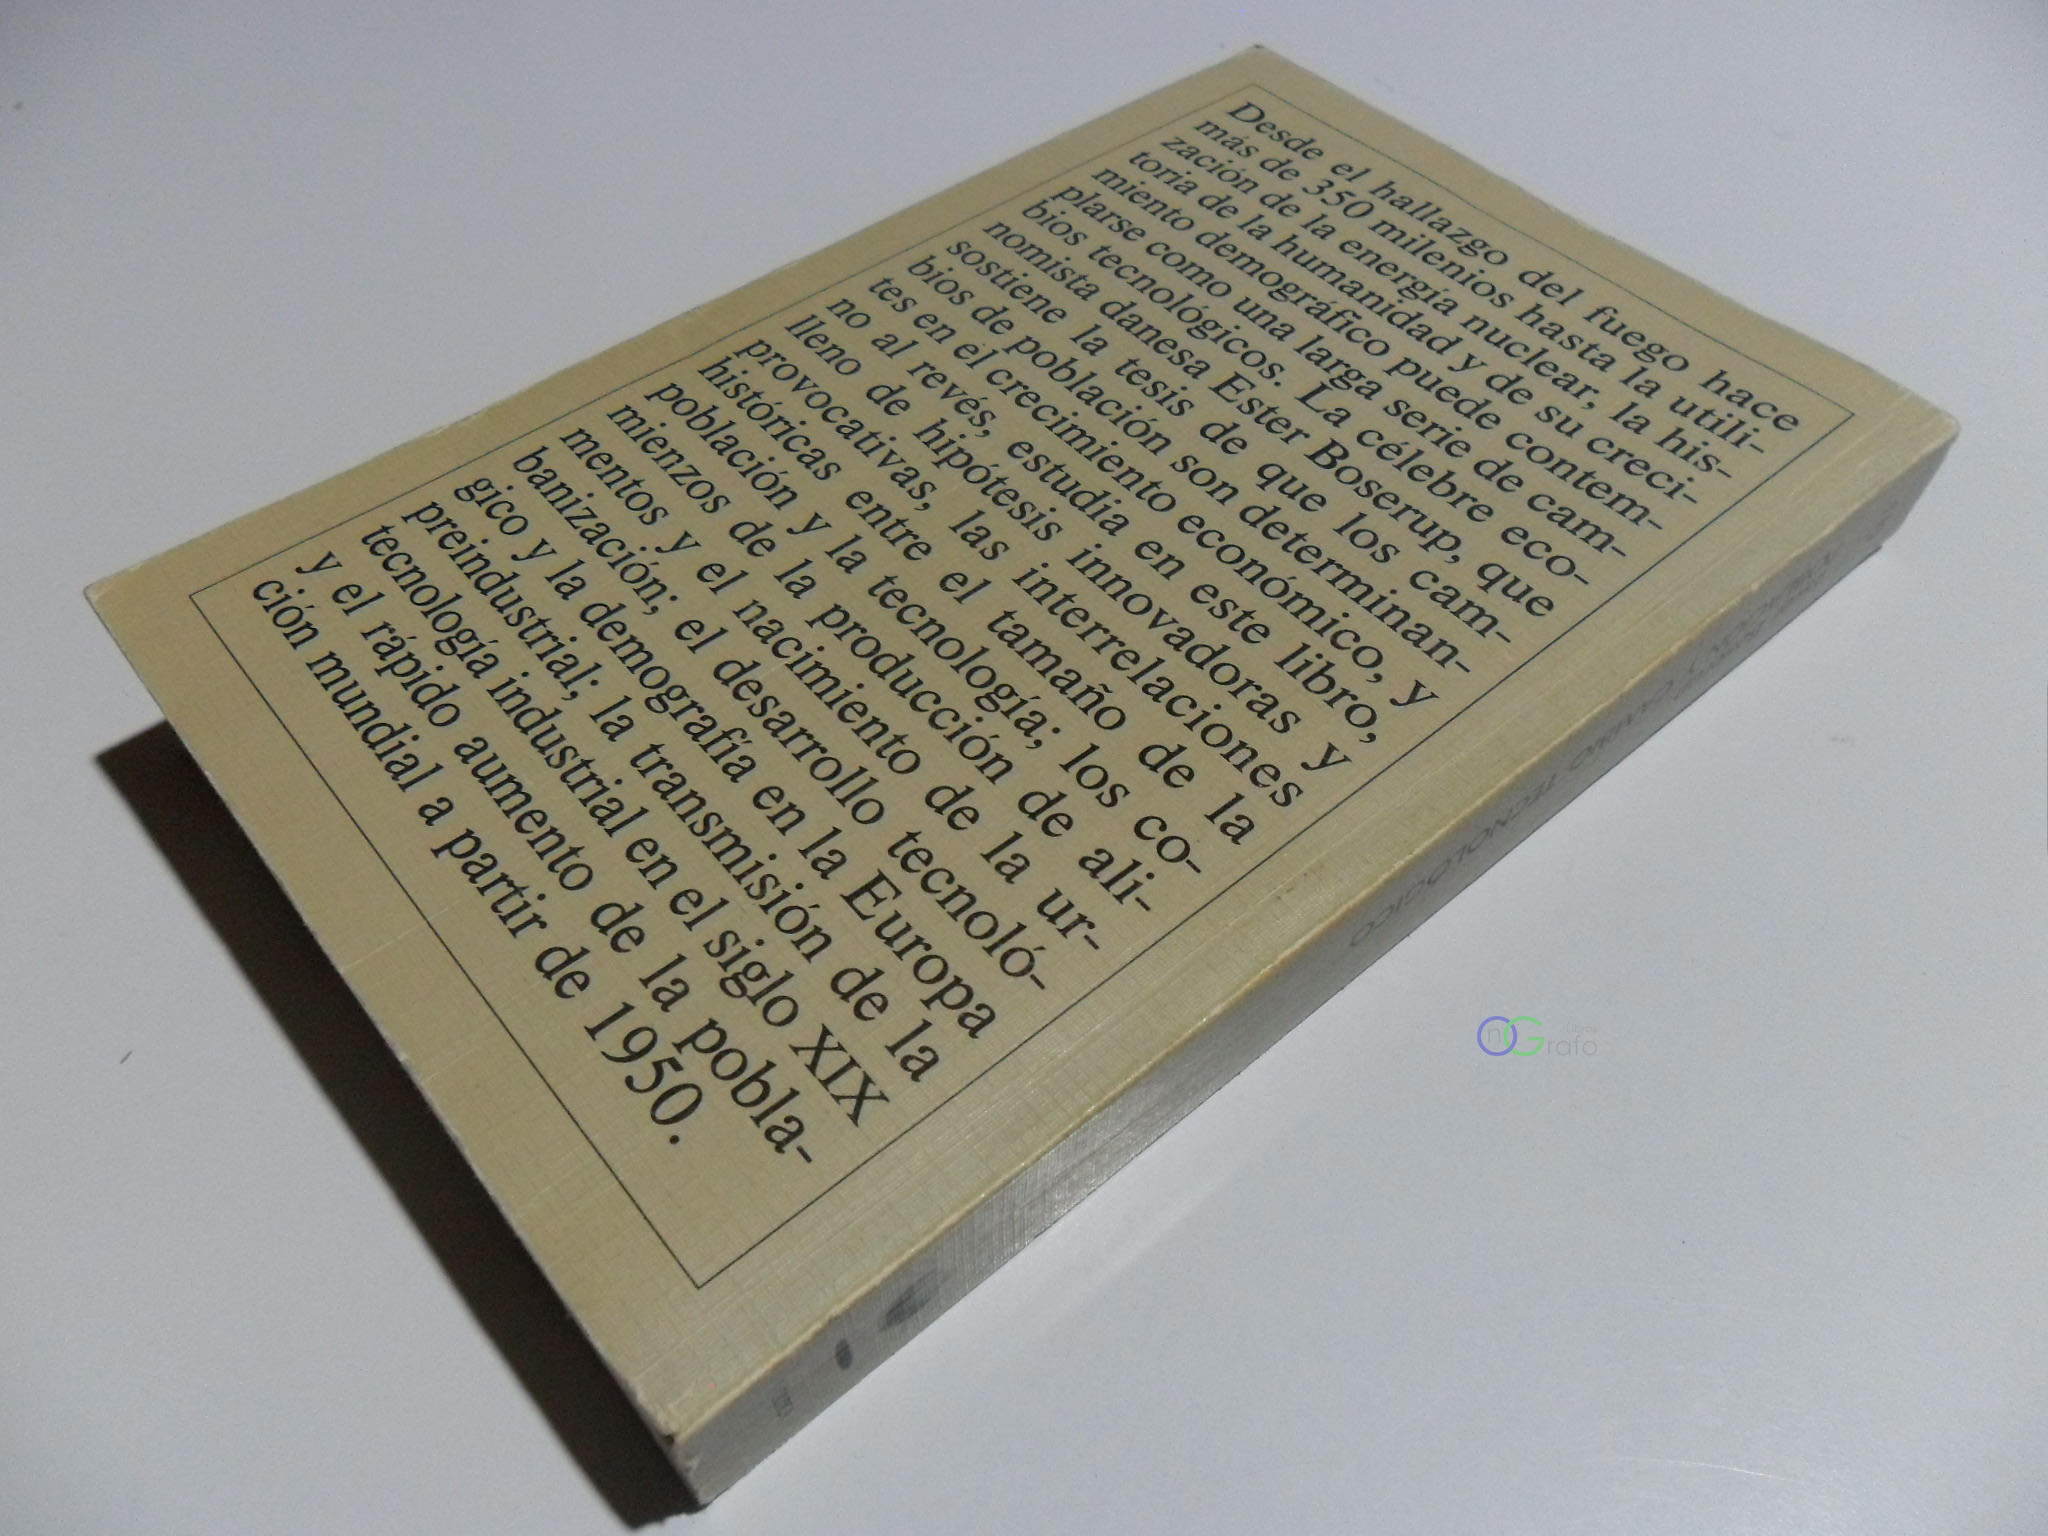 Desde el hallazgo del fuego hace
más de 350 milenios hasta la utili-
zación de la energía nuclear, la his-
toria de la humanidad y de su creci-
miento demográfico puede contem-
plarse como una larga serie de cam-
bios tecnológicos. La célebre eco-
nomista danesa Ester Boserup, que
sostiene la tesis de que los cam-
bios de población son determinan-
tes en el crecimiento económico, y
no al revés, estudia en este libro,
lleno de hipótesis innovadoras y
provocativas, las interrelaciones
históricas entre el tamaño de la
población y la tecnología; los co-
mienzos de la producción de ali-
mentos y el nacimiento de la ur-
banización; el desarrollo tecnoló-
gico y la demografía en la Europa
preindustrial; la transmisión de la
tecnología industrial en el siglo XIX
y el rápido aumento de la pobla-
ción mundial a partir de 1950.
CAMBIO TECNOLOGICO
OnGrafo